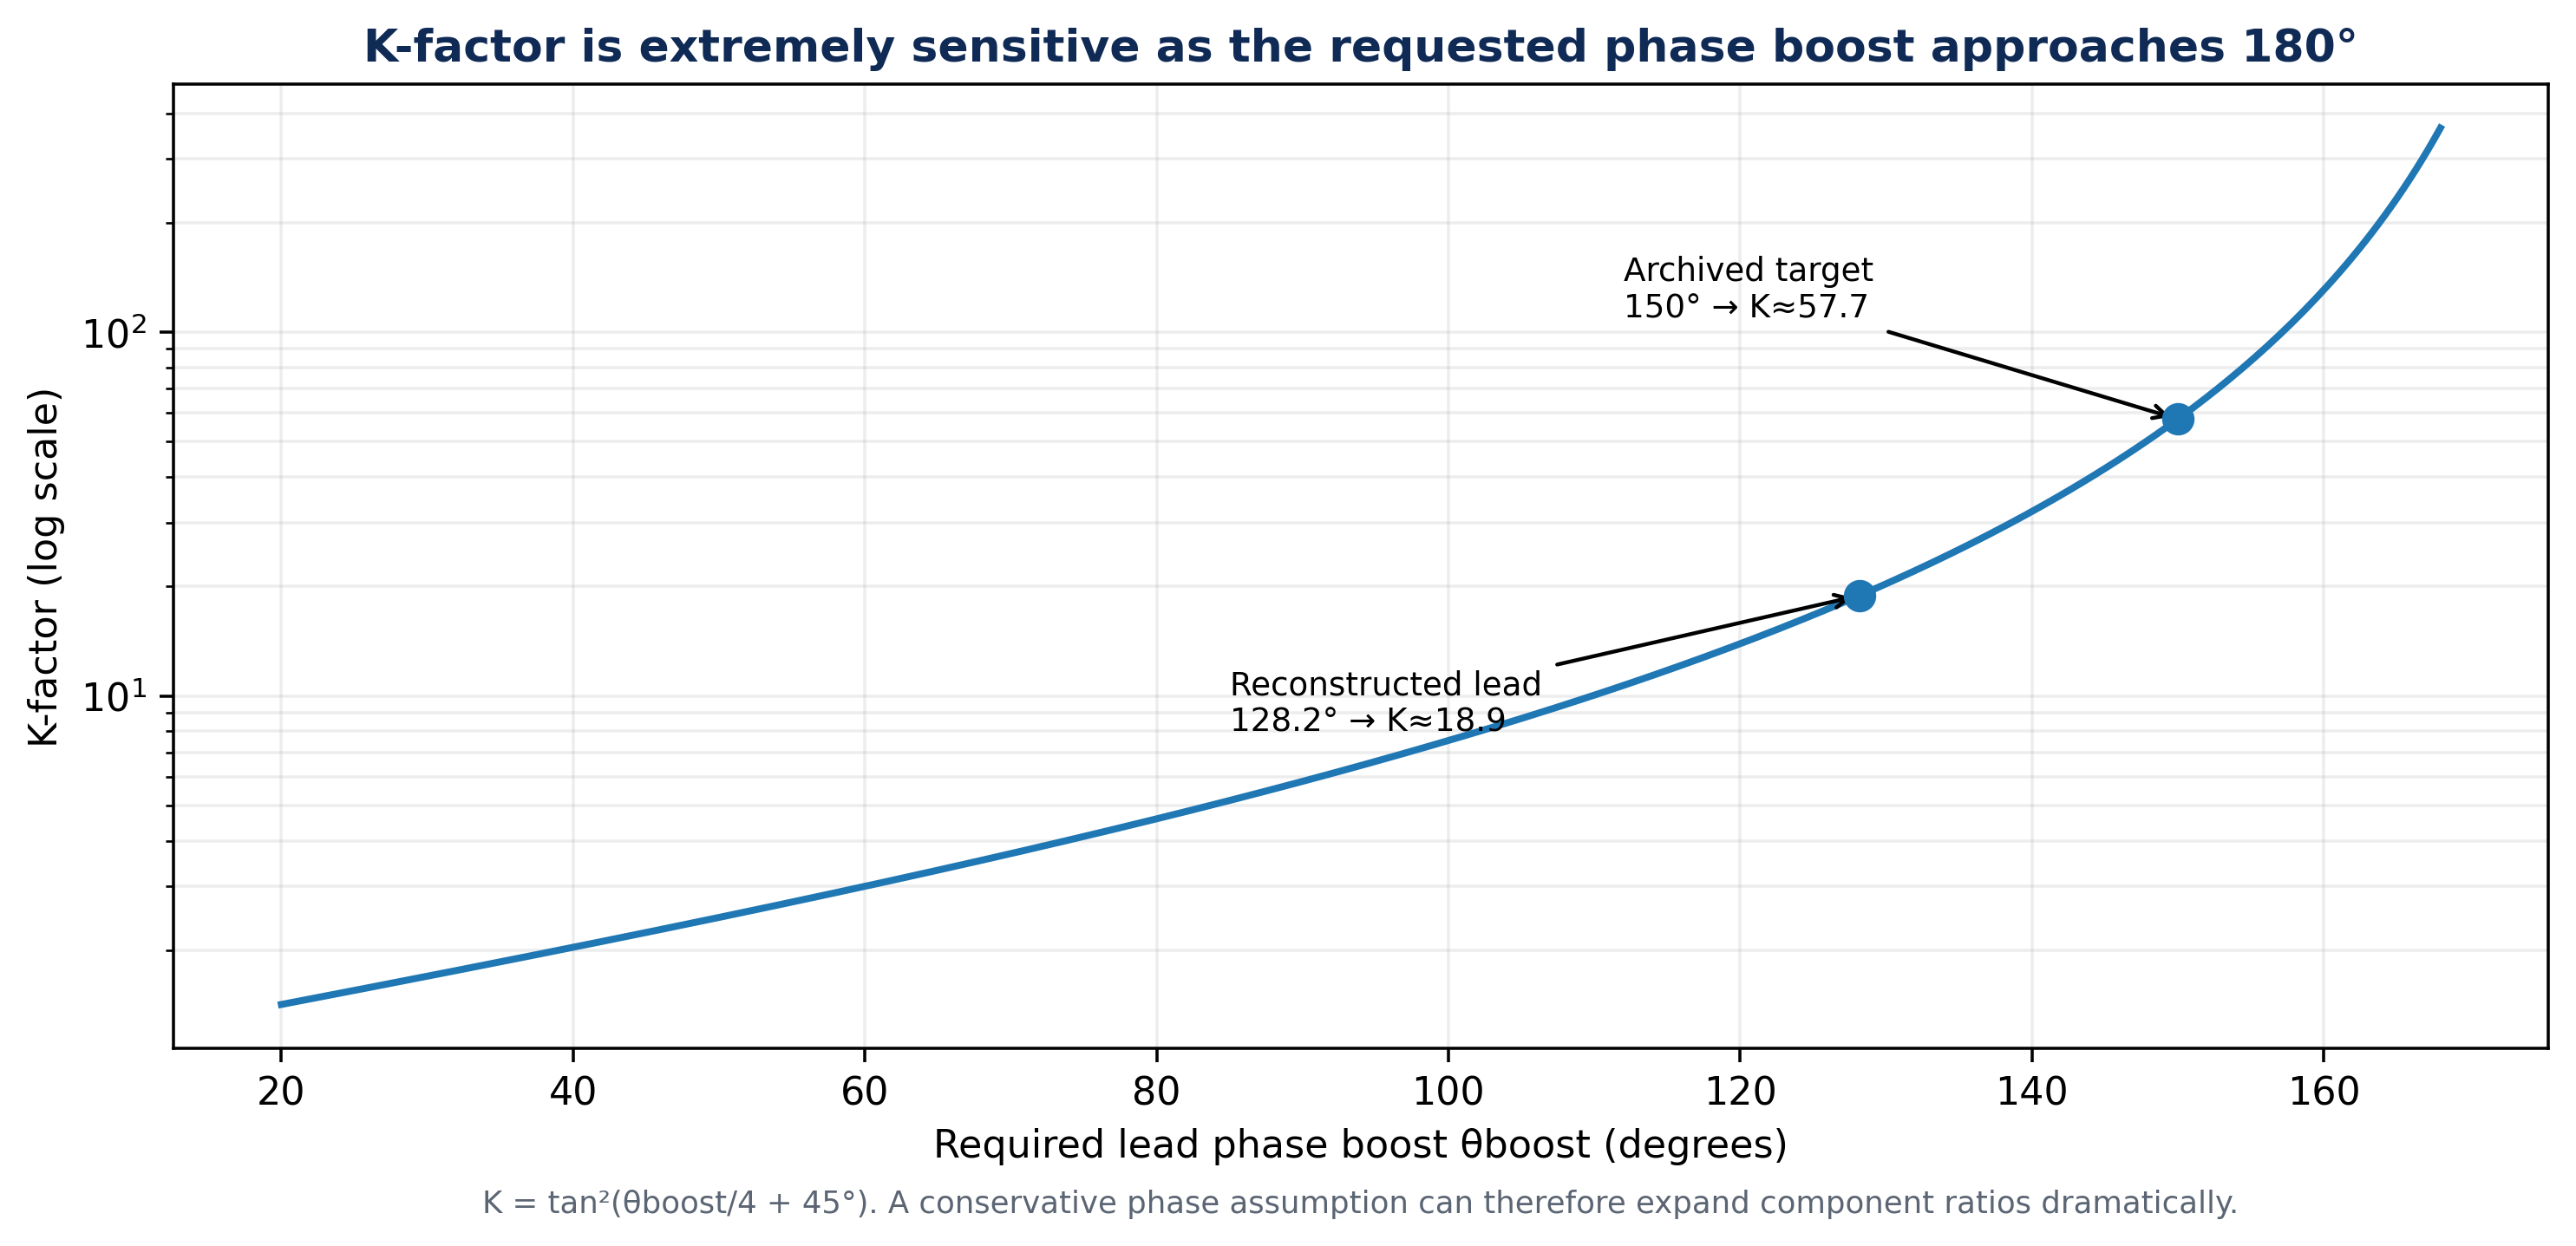 K-factor is extremely sensitive as the requested phase boost approaches 180°
K-factor (log scale)
10²
10¹
Archived target
150° → K≈57.7
Reconstructed lead
128.2° → K≈18.9
20 40 60 80 100 120 140 160
Required lead phase boost θboost (degrees)
K = tan²(θboost/4 + 45°). A conservative phase assumption can therefore expand component ratios dramatically.